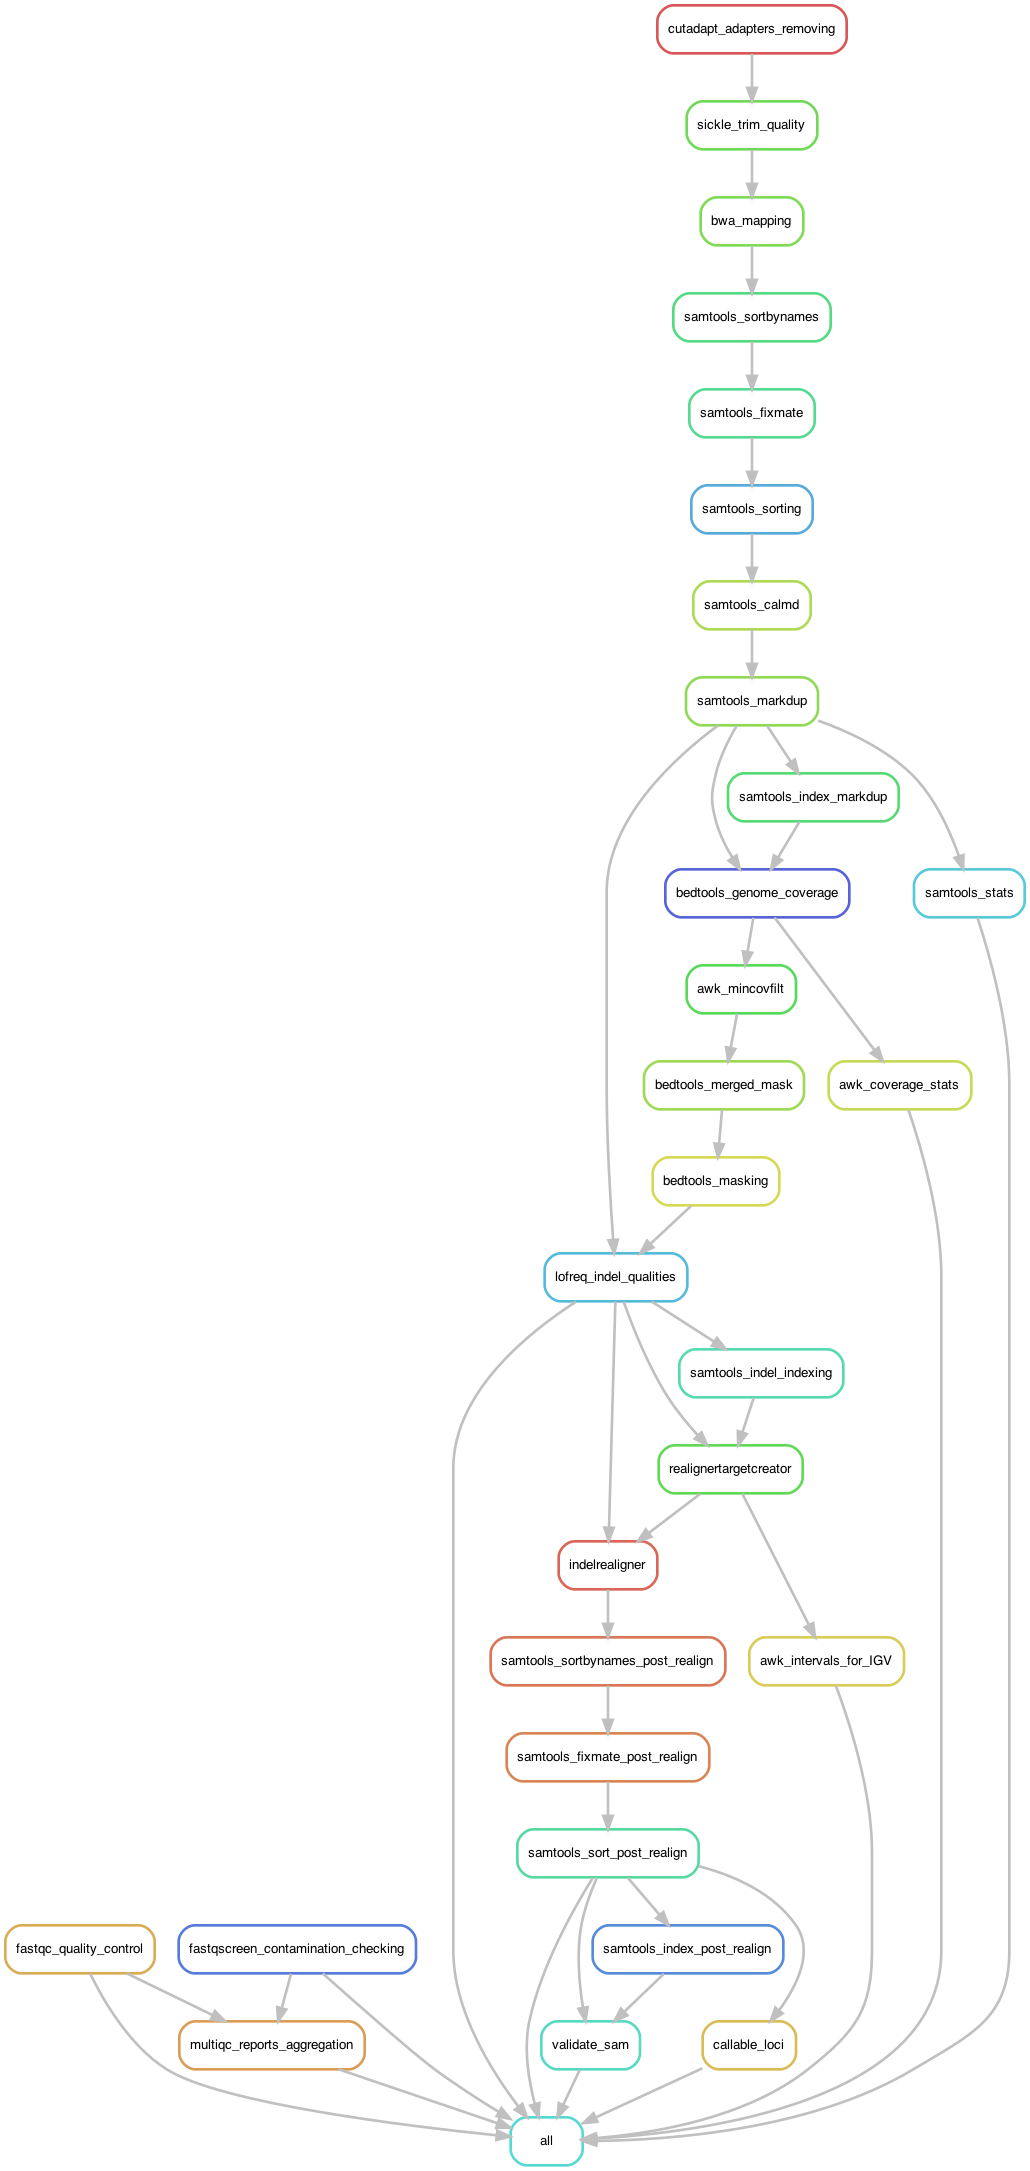 cutadapt_adapters_removing
sickle_trim_quality
bwa_mapping
samtools_sortbynames
samtools_fixmate
samtools_sorting
samtools_calmd
samtools_markdup
samtools_index_markdup
bedtools_genome_coverage
samtools_stats
awk_mincovfilt
bedtools_merged_mask
awk_coverage_stats
bedtools_masking
lofreq_indel_qualities
samtools_indel_indexing
realignertargetcreator
indelrealigner
samtools_sortbynames_post_realign
awk_intervals_for_IGV
samtools_fixmate_post_realign
samtools_sort_post_realign
fastqc_quality_control
fastqscreen_contamination_checking
samtools_index_post_realign
multiqc_reports_aggregation
validate_sam
callable_loci
all